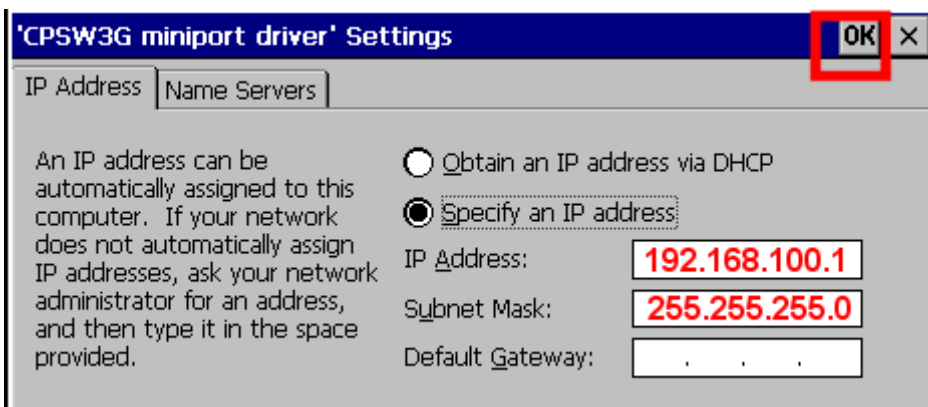 'CPSW3G miniport driver' Settings OK ×
IP Address Name Servers
An IP address can be
automatically assigned to this
computer. If your network
does not automatically assign
IP addresses, ask your network
administrator for an address,
and then type it in the space
provided.
Obtain an IP address via DHCP
Specify an IP address
IP Address: 192.168.100.1
Subnet Mask: 255.255.255.0
Default Gateway: . . .